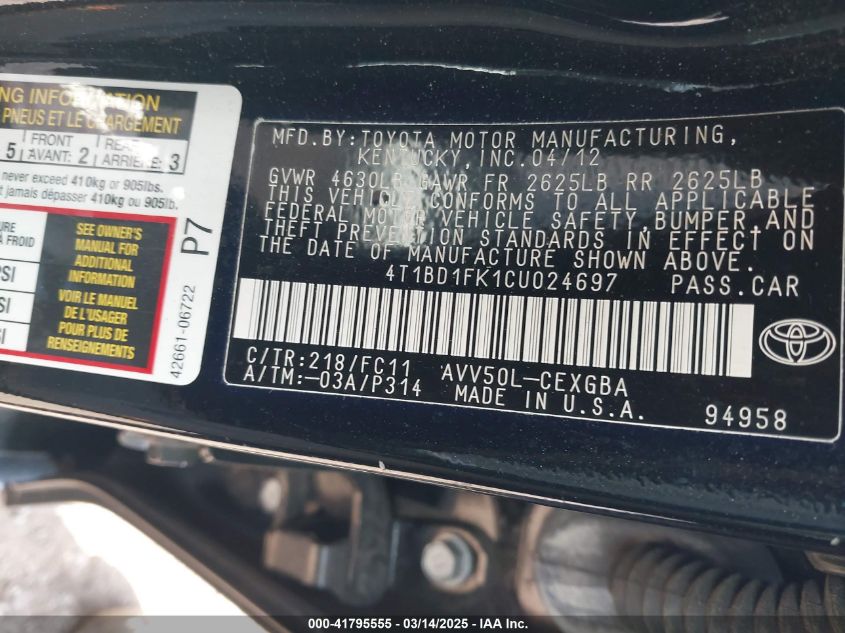 NG INFORMATION
PNEUS ET LE CHARGEMENT
5 FRONT
AVANT: 2 ARRIÈRE: 3
never exceed 410kg or 905lbs.
jamais dépasser 410kg ou 905lb.
A FROID
PSI
SI
SEE OWNER'S
MANUAL FOR
ADDITIONAL
INFORMATION
VOIR LE MANUEL
DE L'USAGER
POUR PLUS DE
RENSEIGNEMENTS
P7
42661-06722
MFD.BY:TOYOTA MOTOR MANUFACTURING,
KENTUCKY, INC.04/12
GVWR 4630LB GAWR FR 2625LB RR 2625LB
THIS VEHICLE CONFORMS TO ALL APPLICABLE
FEDERAL MOTOR VEHICLE SAFETY,BUMPER,AND
THEFT PREVENTION STANDARDS IN EFFECT ON
THE DATE OF MANUFACTURE SHOWN ABOVE.
4T1BD1FK1CU024697 PASS.CAR
C/TR:218/FC11 AVV50L-CEXGBA
A/TM:-03A/P314 MADE IN U.S.A.
94958
000-41795555 - 03/14/2025 - IAA Inc.